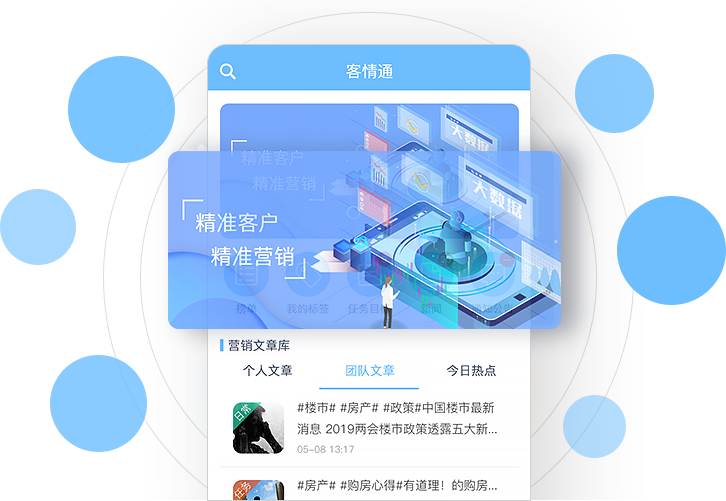 客情通
精准客户
精准营销
大数据
精准客户
精准营销
大数据
榜单
我的标签
任务日
新闻
知公告
营销文章库
个人文章
团队文章
今日热点
日常
#楼市# #房产# #政策#中国楼市最新
消息 2019两会楼市政策透露五大新...
05-08 13:17
任务
#房产# #购房心得#有道理！的购房...